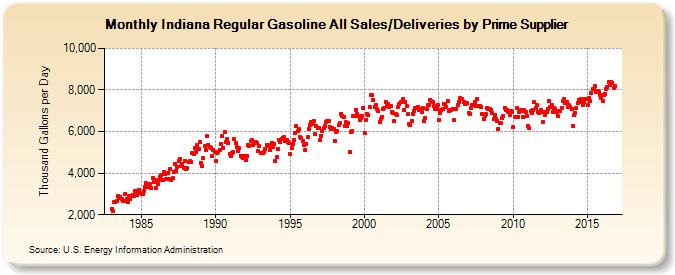 Monthly Indiana Regular Gasoline All Sales/Deliveries by Prime Supplier
Thousand Gallons per Day
10,000
8,000
6,000
4,000
2,000
1985 1990 1995 2000 2005 2010 2015
Source: U.S. Energy Information Administration